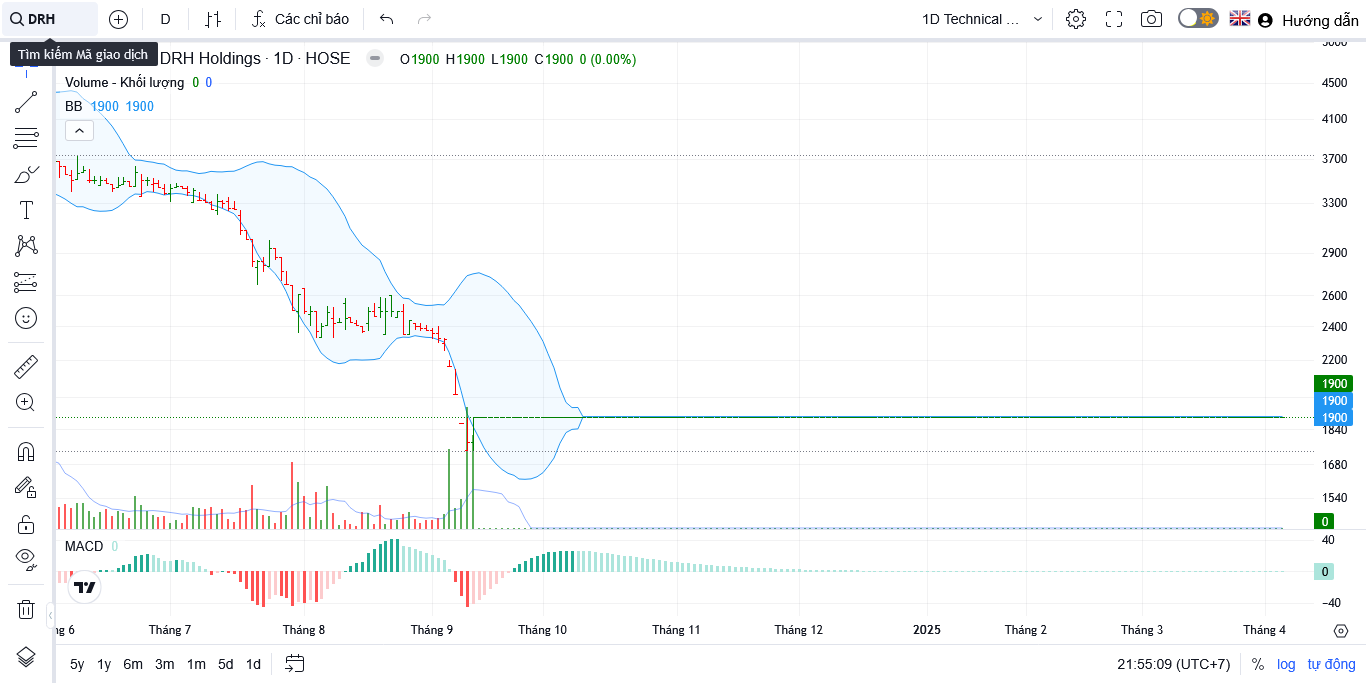 DRH
D
Các chỉ báo
1D Technical ...
Hướng dẫn
Tìm kiếm Mã giao dịch
DRH Holdings · 1D · HOSE
O1900 H1900 L1900 C1900 0 (0.00%)
Volume - Khối lượng 0 0
BB 1900 1900
4500
4100
3700
3300
2900
2600
2400
2200
1900
1900
1900
1840
1680
1540
0
MACD 0
40
0
−40
Tháng 7
Tháng 8
Tháng 9
Tháng 10
Tháng 11
Tháng 12
2025
Tháng 2
Tháng 3
Tháng 4
5y 1y 6m 3m 1m 5d 1d
21:55:09 (UTC+7)
% log tự động